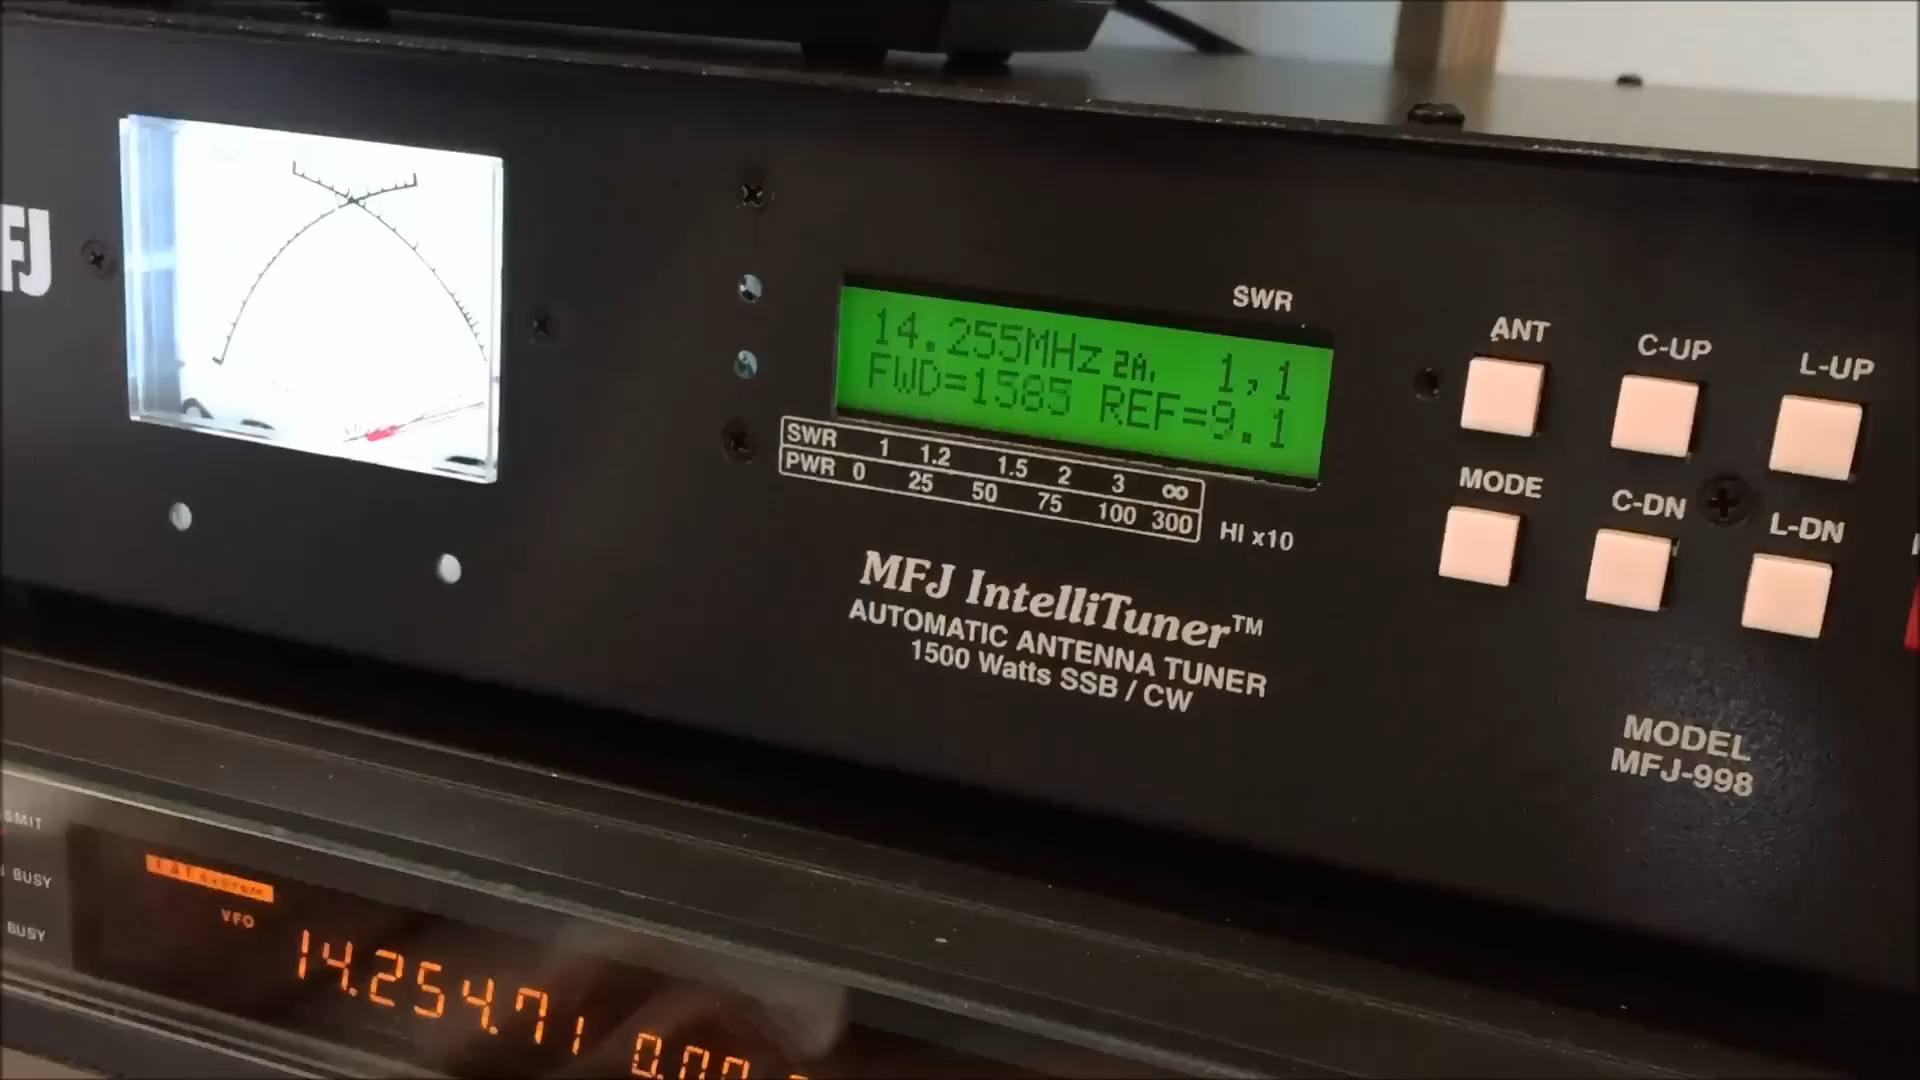 FJ
SWR
14.255MHz 2A. 1,1
FWD=1585 REF=9.1
SWR 1 1.2 1.5 2 3 ∞
PWR 0 25 50 75 100 300
HI x10
MFJ IntelliTuner™
AUTOMATIC ANTENNA TUNER
1500 Watts SSB / CW
ANT
C-UP
L-UP
MODE
C-DN
L-DN
MODEL
MFJ-998
SMIT
BUSY
BUSY
VFO
14.254.71